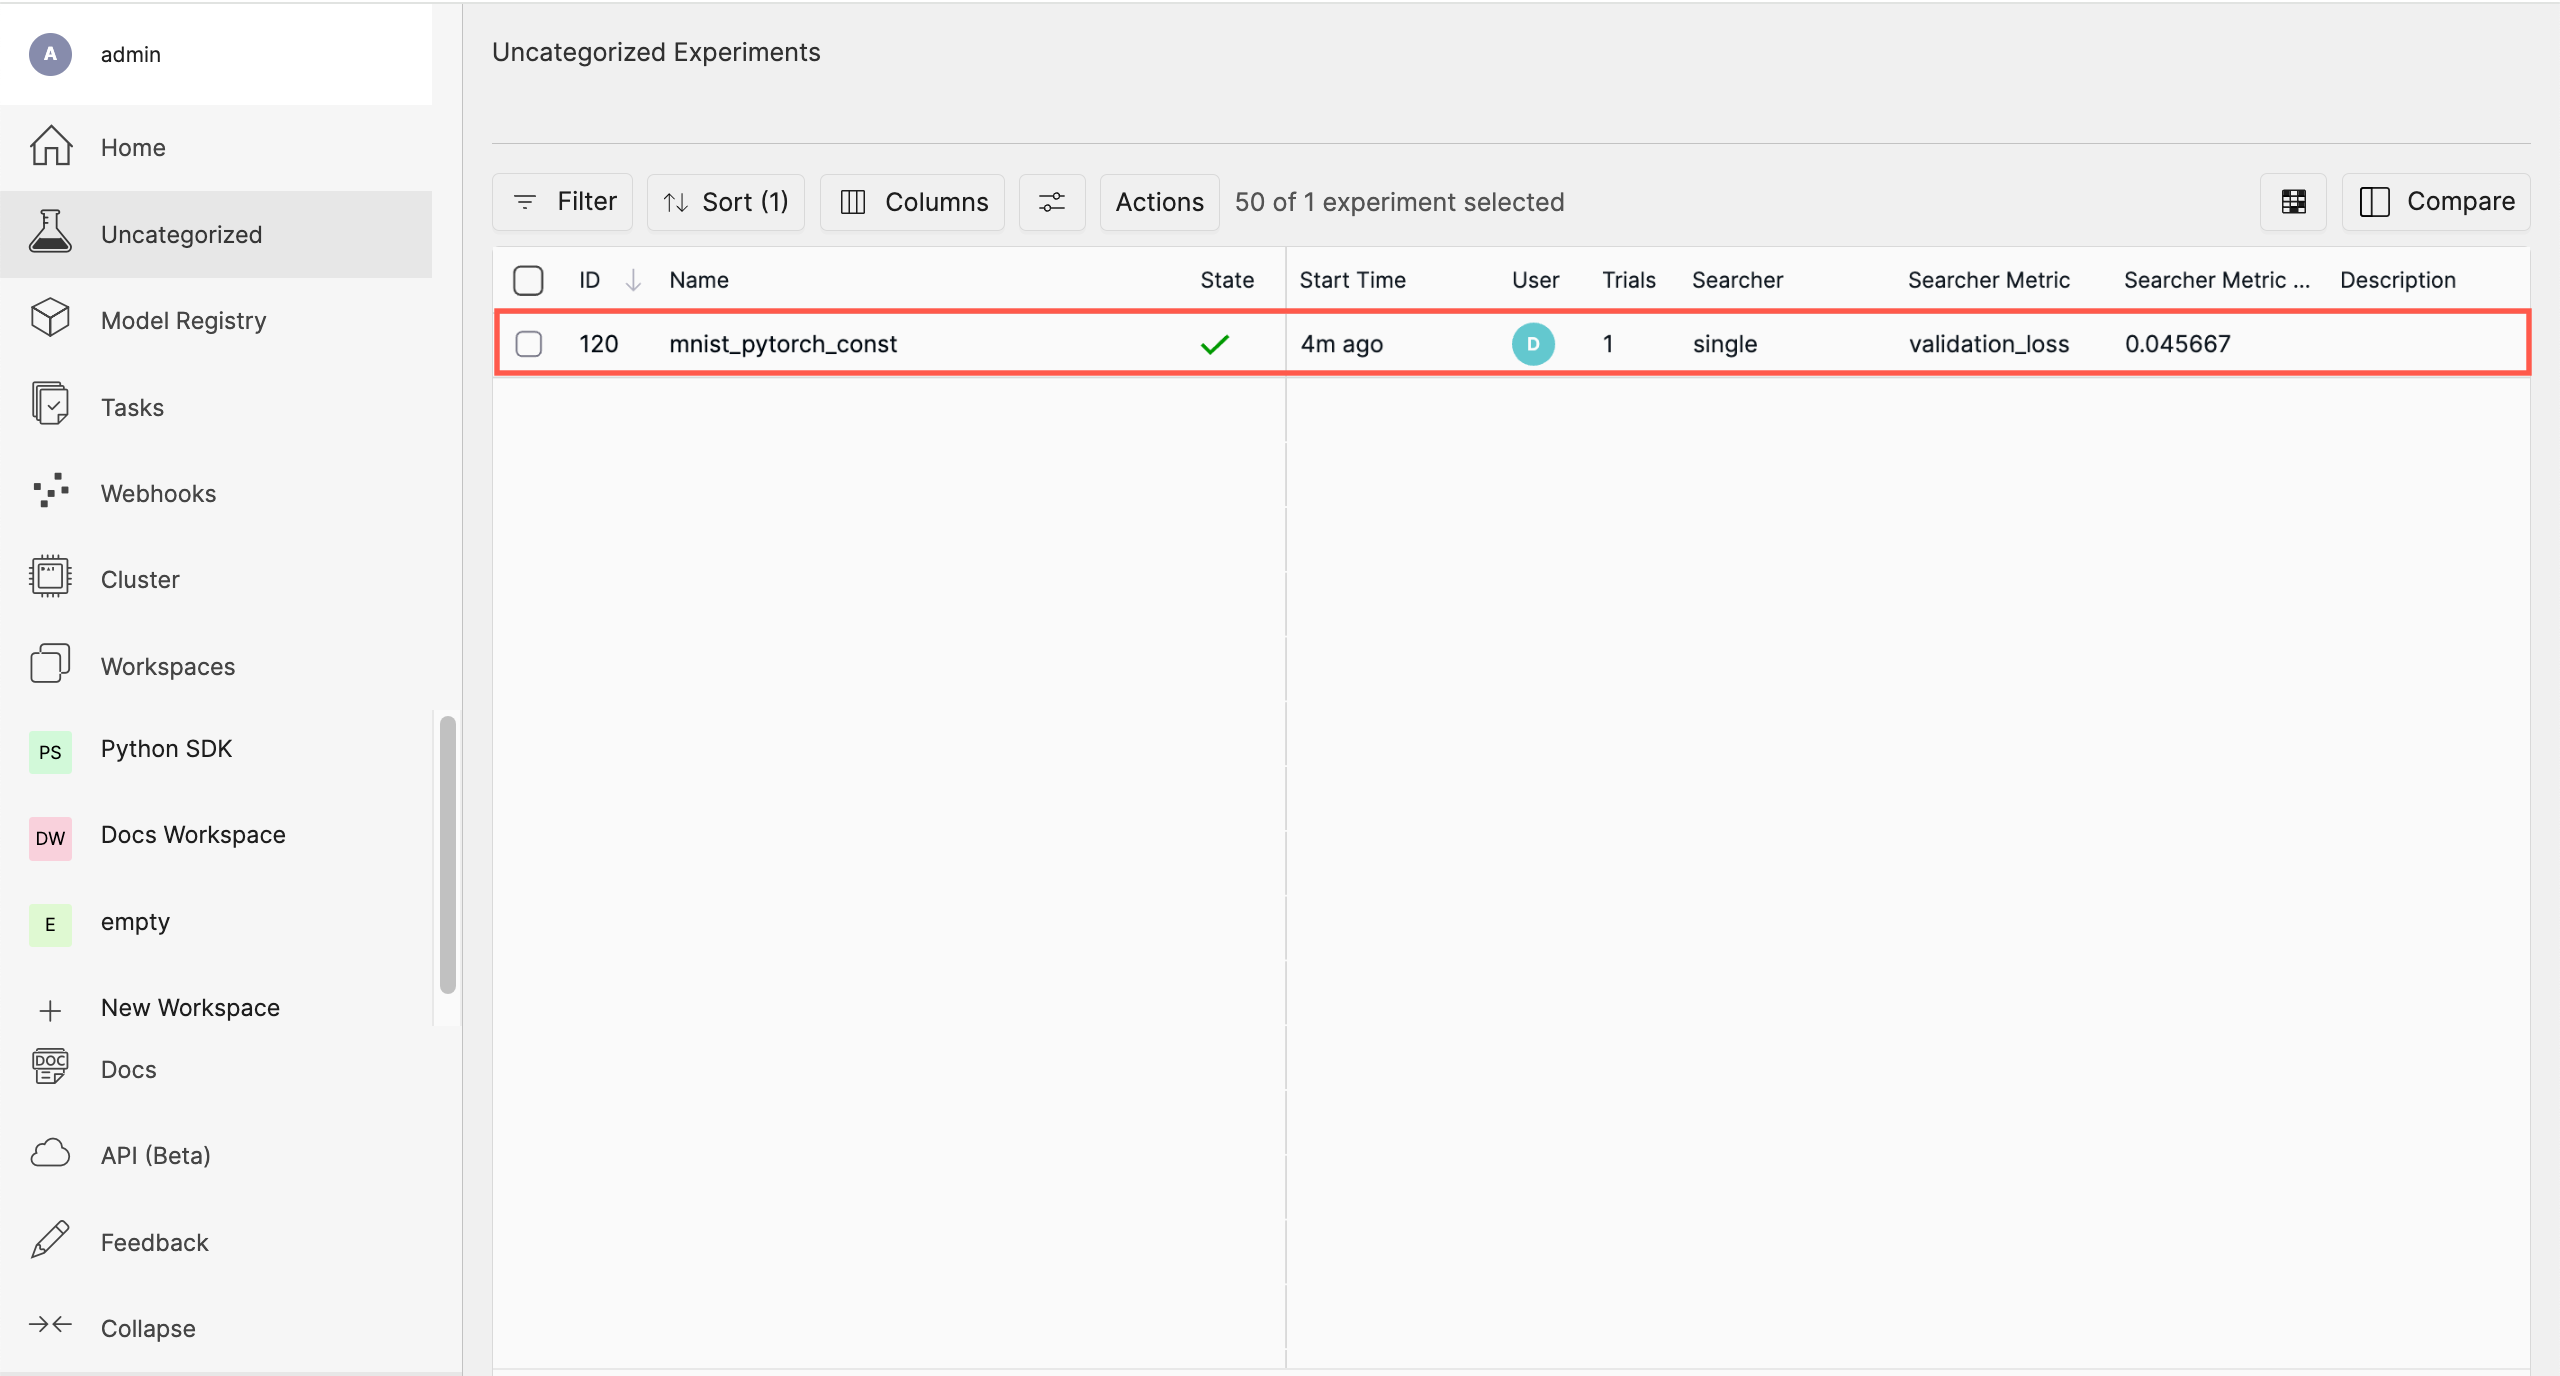 A admin
Home
Uncategorized
Model Registry
Tasks
Webhooks
Cluster
Workspaces
PS Python SDK
DW Docs Workspace
E empty
New Workspace
DOC Docs
API (Beta)
Feedback
Collapse
Uncategorized Experiments
Filter Sort (1) Columns Actions 50 of 1 experiment selected Compare
ID Name State Start Time User Trials Searcher Searcher Metric Searcher Metric ... Description
120 mnist_pytorch_const 4m ago D 1 single validation_loss 0.045667